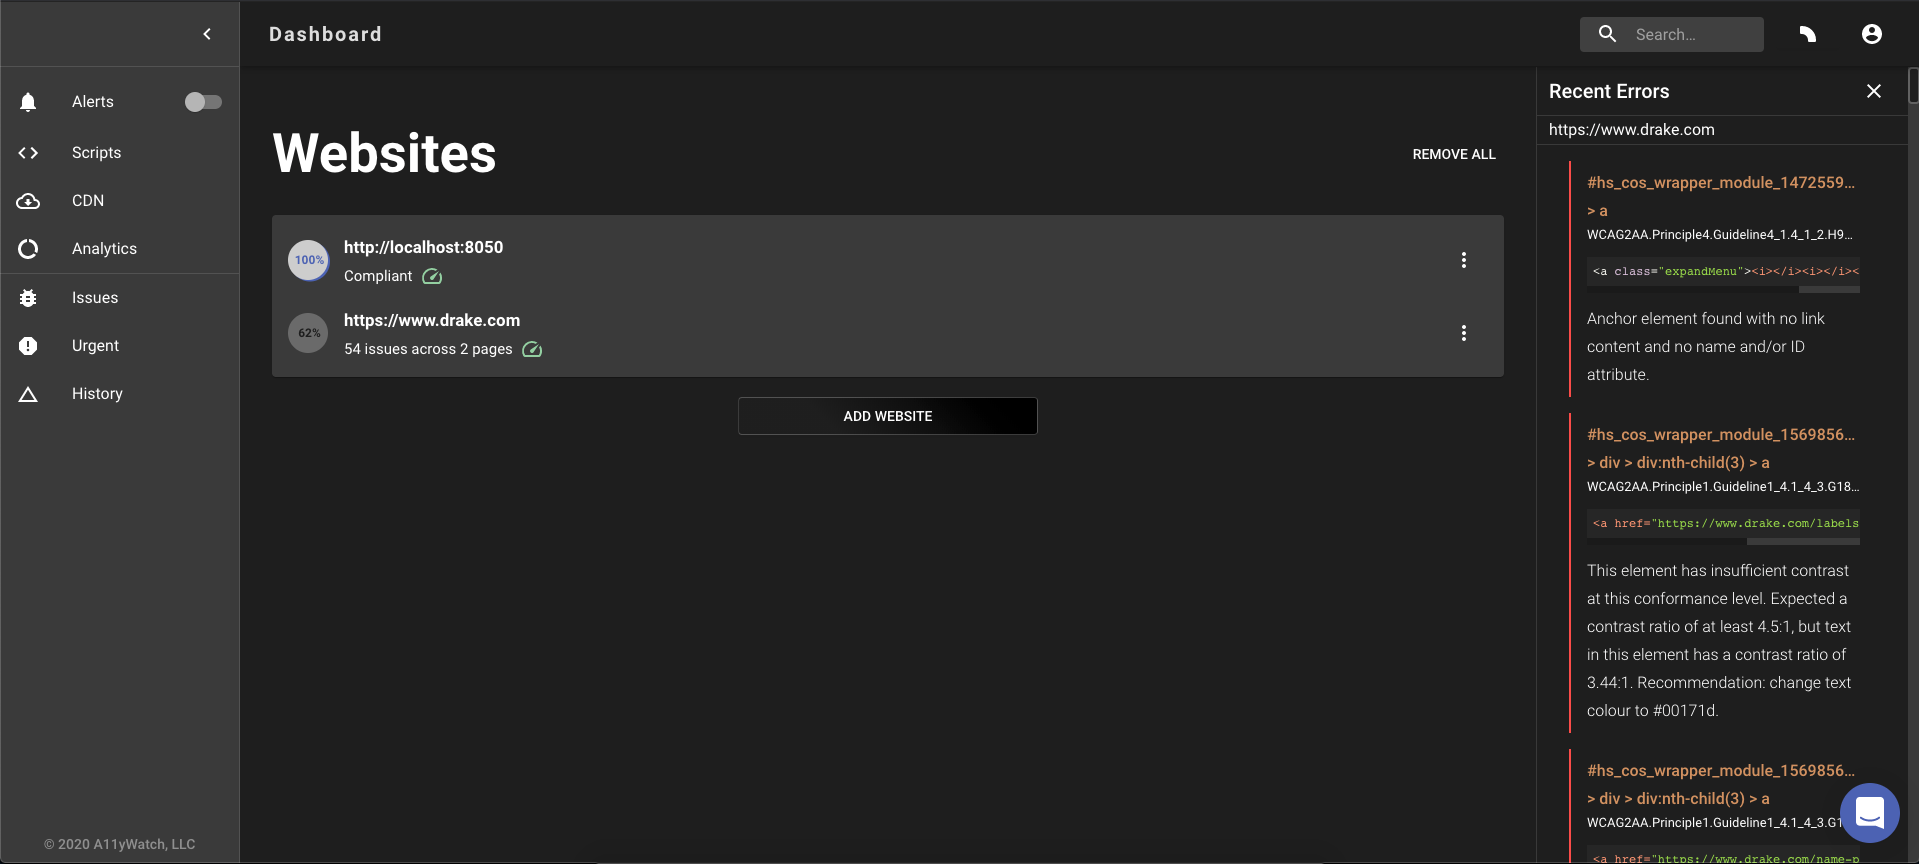 Dashboard
Search...
Alerts
Scripts
CDN
Analytics
Issues
Urgent
History
© 2020 A11yWatch, LLC
Websites
REMOVE ALL
100%
http://localhost:8050
Compliant
62%
https://www.drake.com
54 issues across 2 pages
ADD WEBSITE
Recent Errors
https://www.drake.com
#hs_cos_wrapper_module_1472559...
> a
WCAG2AA.Principle4.Guideline4_1.4_1_2.H9...
<a class="expandMenu"><i></i><i></i><
Anchor element found with no link
content and no name and/or ID
attribute.
#hs_cos_wrapper_module_1569856...
> div > div:nth-child(3) > a
WCAG2AA.Principle1.Guideline1_4.1_4_3.G18...
<a href="https://www.drake.com/labels
This element has insufficient contrast
at this conformance level. Expected a
contrast ratio of at least 4.5:1, but text
in this element has a contrast ratio of
3.44:1. Recommendation: change text
colour to #00171d.
#hs_cos_wrapper_module_1569856...
> div > div:nth-child(3) > a
WCAG2AA.Principle1.Guideline1_4.1_4_3.G1
<a href="https://www.drake.com/name-p